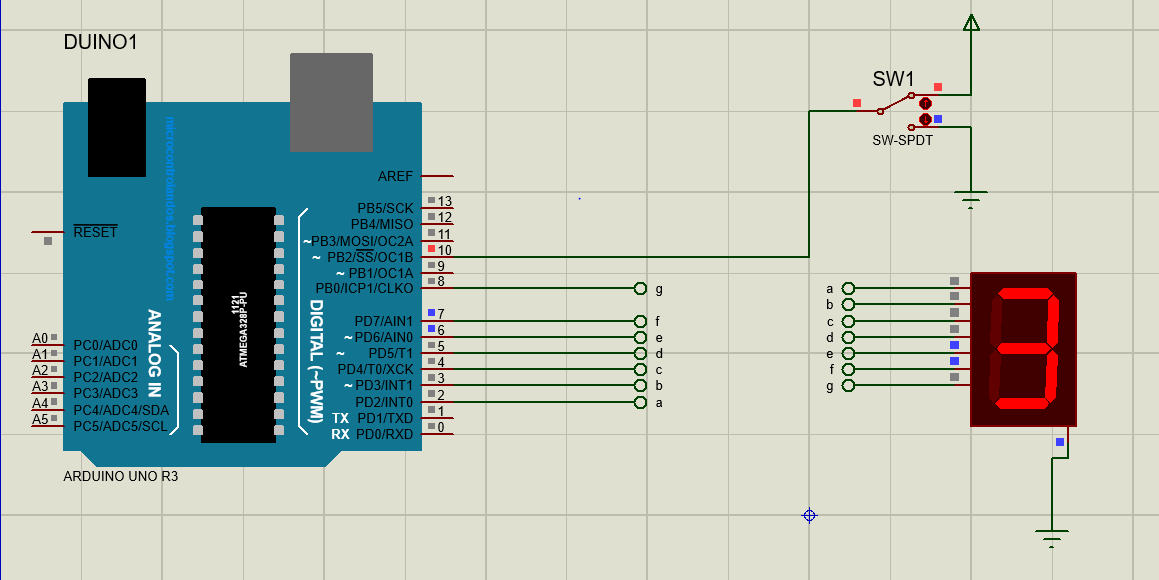 DUINO1
microcontrolandos.blogspot.com
RESET
1121
ATMEGA328P-PU
ANALOG IN
DIGITAL (~PWM)
AREF
PB5/SCK 13
PB4/MISO 12
~PB3/MOSI/OC2A 11
~ PB2/SS/OC1B 10
~ PB1/OC1A 9
PB0/ICP1/CLKO 8
PD7/AIN1 7
~ PD6/AIN0 6
~ PD5/T1 5
PD4/T0/XCK 4
~ PD3/INT1 3
PD2/INT0 2
TX PD1/TXD 1
RX PD0/RXD 0
A0 PC0/ADC0
A1 PC1/ADC1
A2 PC2/ADC2
A3 PC3/ADC3
A4 PC4/ADC4/SDA
A5 PC5/ADC5/SCL
ARDUINO UNO R3
g
f
e
d
c
b
a
SW1
SW-SPDT
a
b
c
d
e
f
g
3